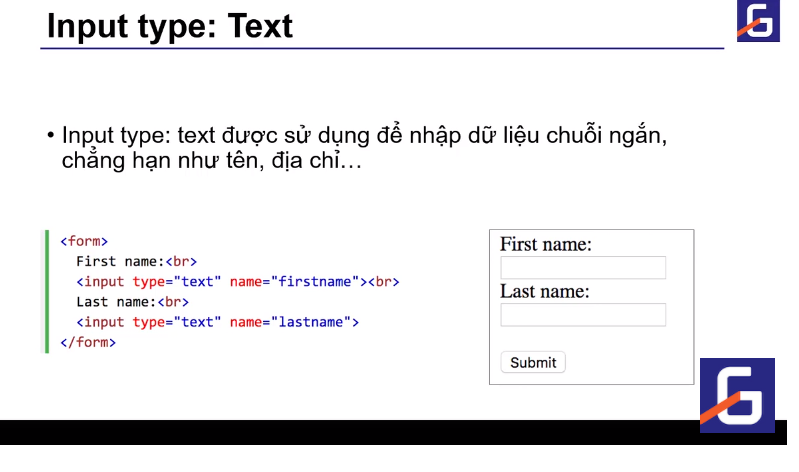 Input type: Text
• Input type: text được sử dụng để nhập dữ liệu chuỗi ngắn,
chẳng hạn như tên, địa chỉ…
<form>
First name:<br>
<input type="text" name="firstname"><br>
Last name:<br>
<input type="text" name="lastname">
</form>
First name:
Last name:
Submit